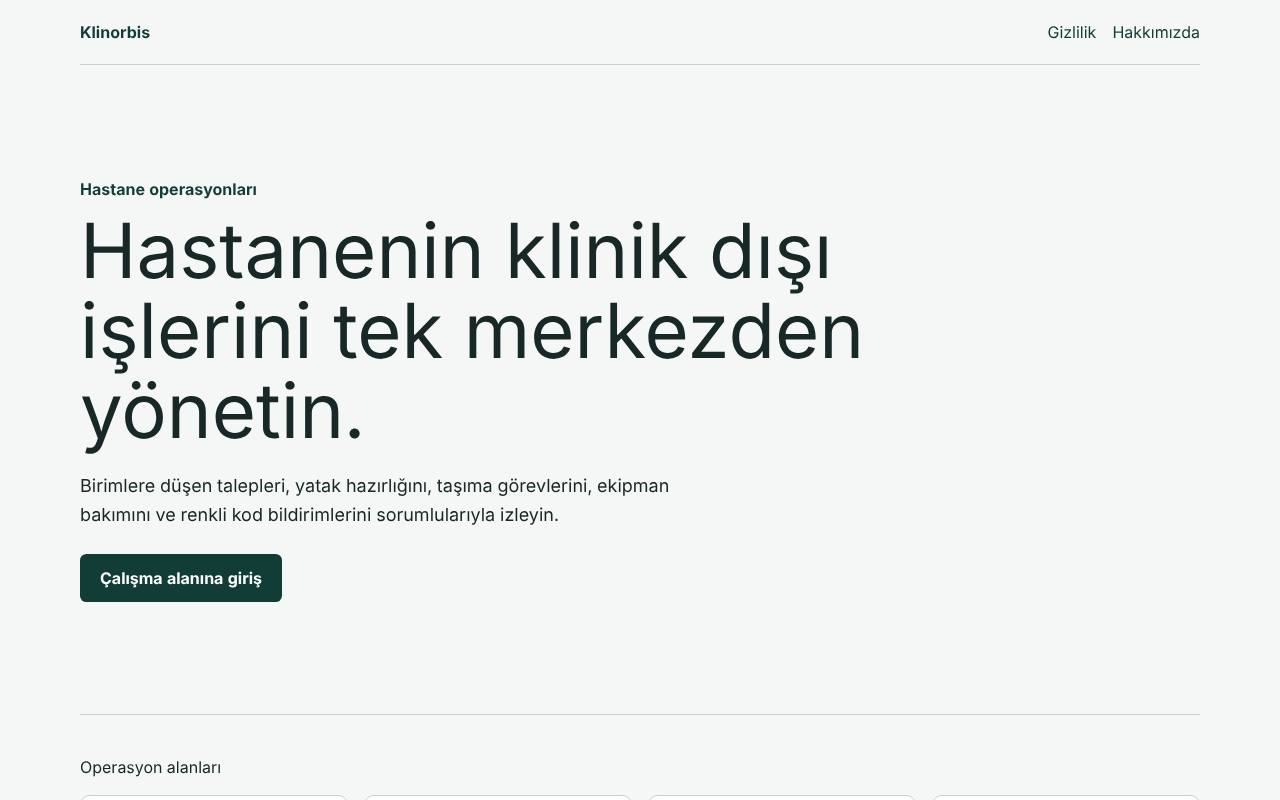 Klinorbis
Gizlilik Hakkımızda
Hastane operasyonları
Hastanenin klinik dışı
işlerini tek merkezden
yönetin.
Birimlere düşen talepleri, yatak hazırlığını, taşıma görevlerini, ekipman
bakımını ve renkli kod bildirimlerini sorumlularıyla izleyin.
Çalışma alanına giriş
Operasyon alanları